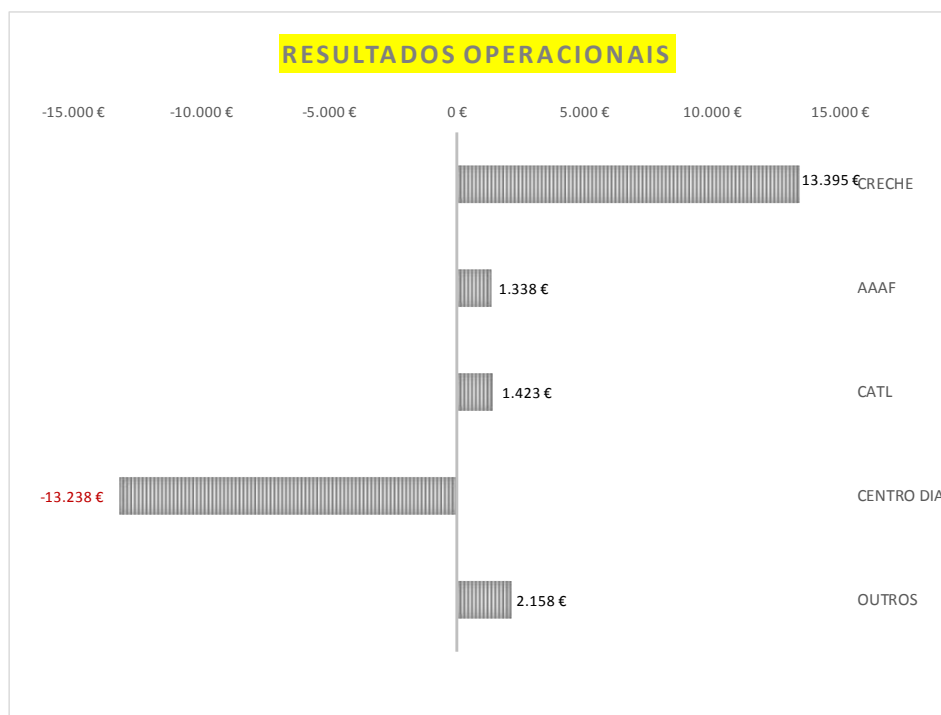 RESULTADOS OPERACIONAIS
-15.000 € -10.000 € -5.000 € 0 € 5.000 € 10.000 € 15.000 €
13.395 € CRECHE
1.338 € AAAF
1.423 € CATL
-13.238 € CENTRO DIA
2.158 € OUTROS